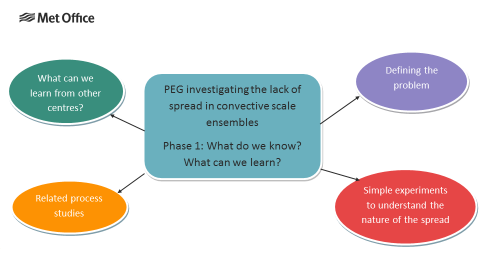 Met Office
What can we
learn from other
centres?
PEG investigating the lack of
spread in convective scale
ensembles
Phase 1: What do we know?
What can we learn?
Defining the
problem
Related process
studies
Simple experiments
to understand the
nature of the spread